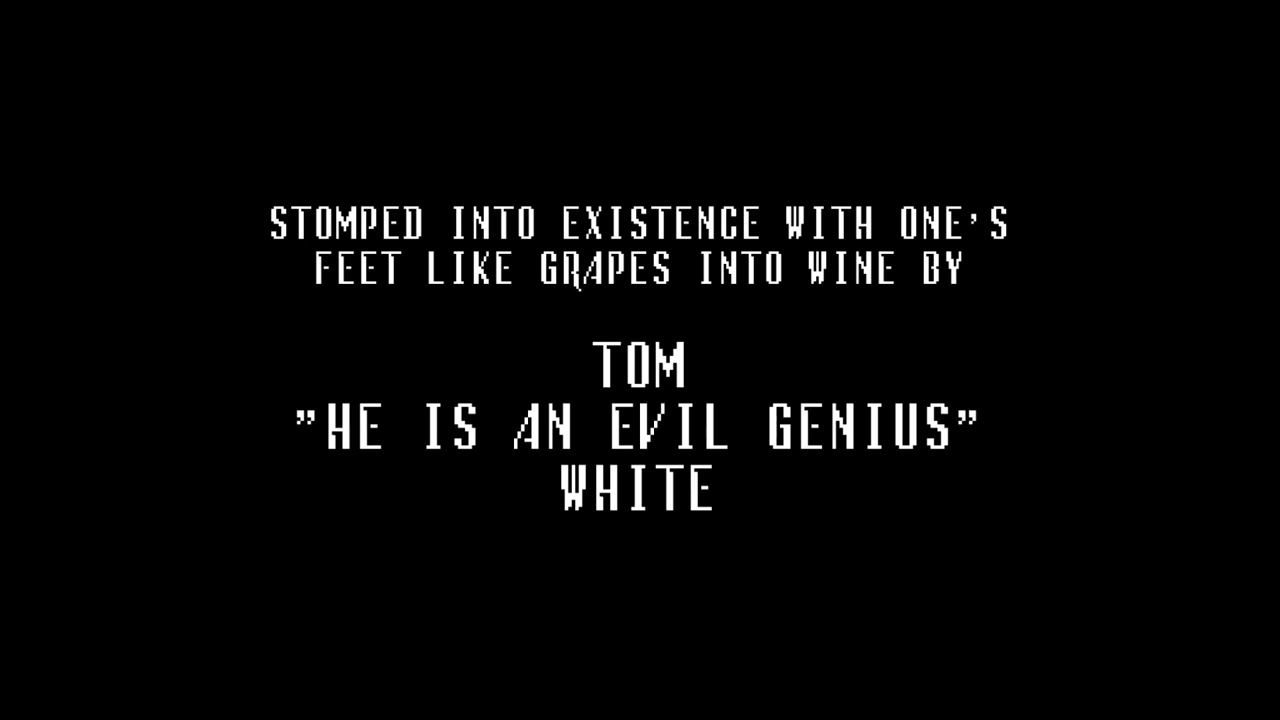 STOMPED INTO EXISTENCE WITH ONE'S
FEET LIKE GRAPES INTO WINE BY
TOM
"HE IS AN EVIL GENIUS"
WHITE